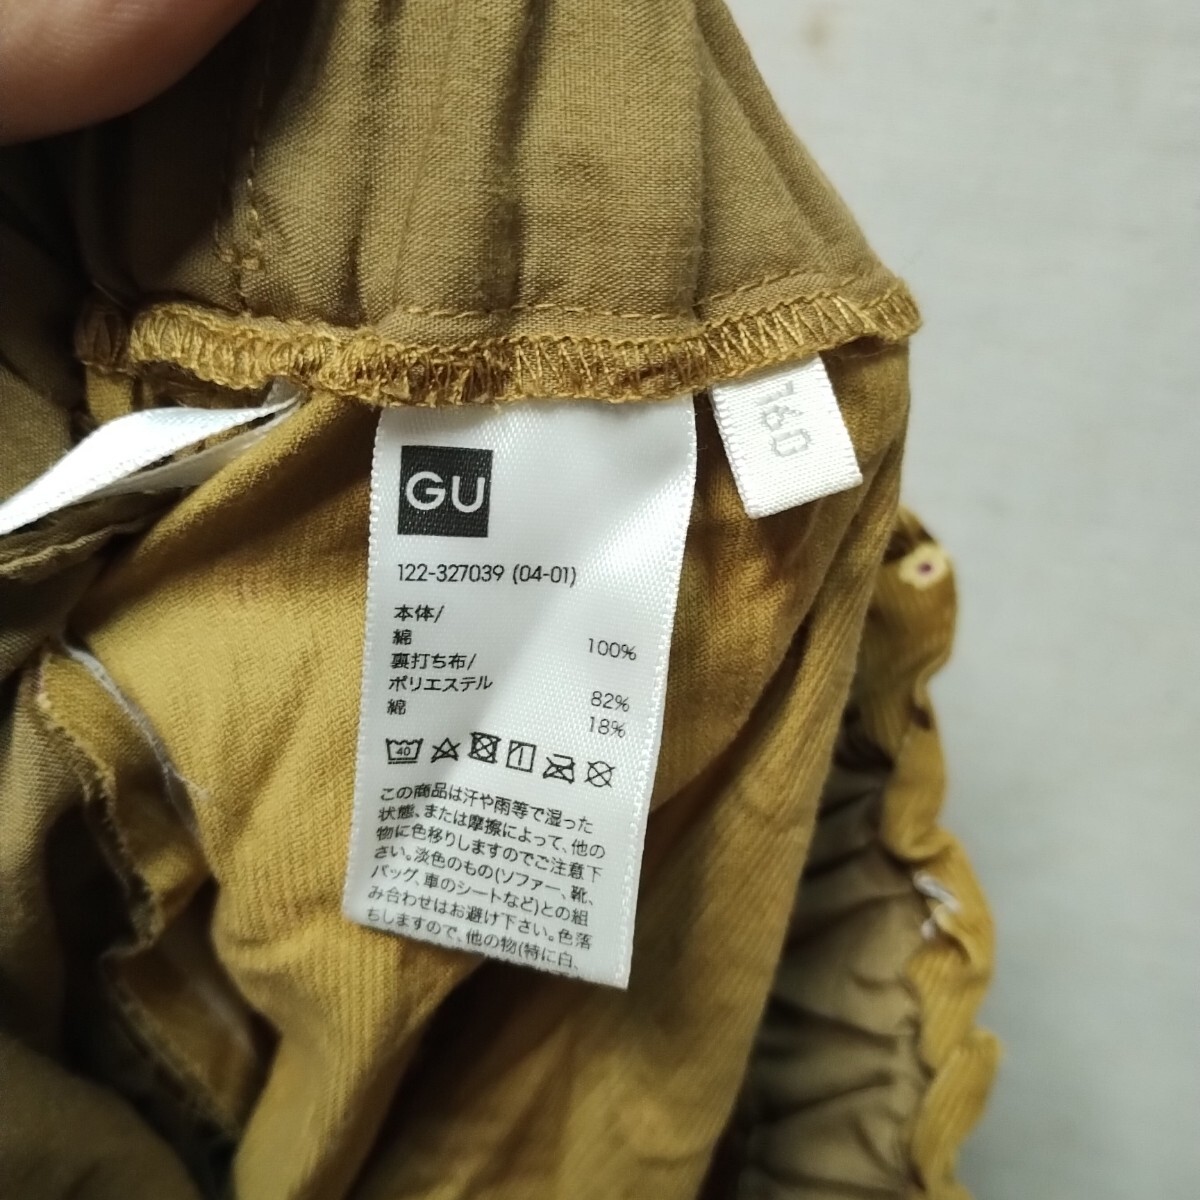 160
GU
122-327039 (04-01)
本体/
綿 100%
裏打ち布/
ポリエステル 82%
綿 18%
40
この商品は汗や雨等で湿った
状態、または摩擦によって、他の
物に色移りしますのでご注意下
さい。淡色のもの(ソファー、靴、
バッグ、車のシートなど)との組
み合わせはお避け下さい。色落
ちしますので、他の物(特に白、